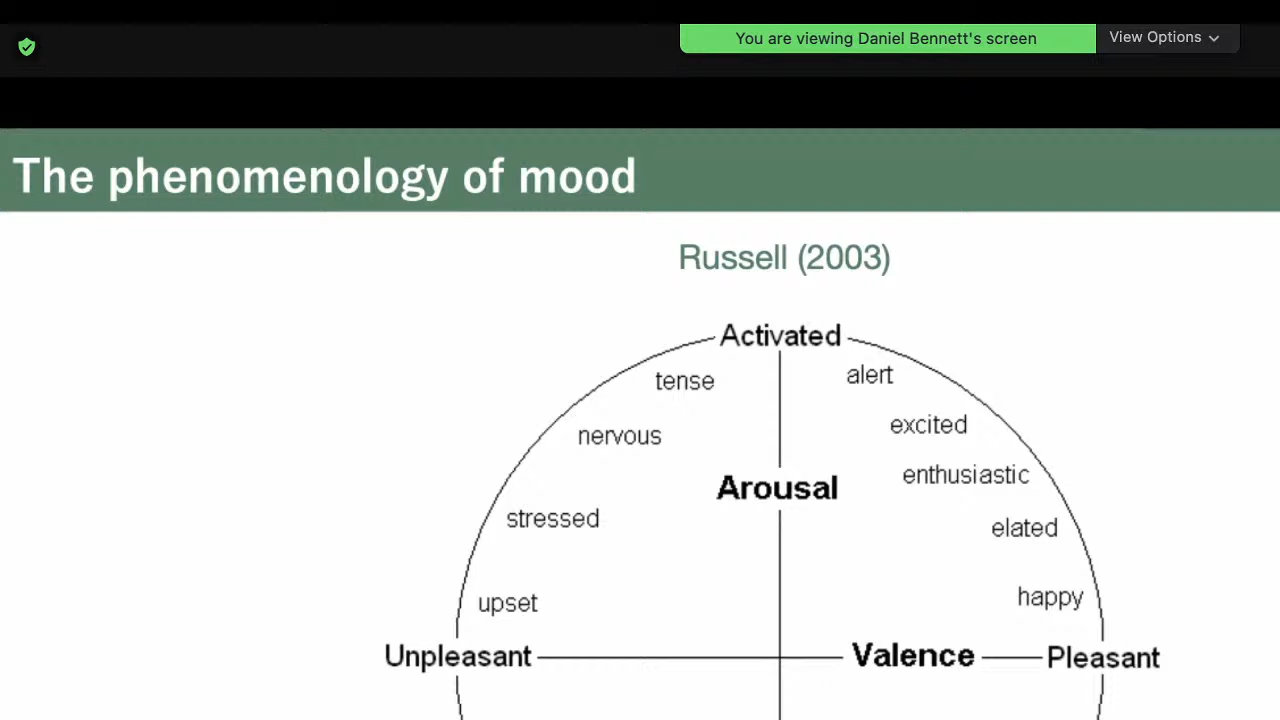 You are viewing Daniel Bennett's screen
View Options
The phenomenology of mood
Russell (2003)
Activated
tense
alert
nervous
excited
Arousal
enthusiastic
stressed
elated
upset
happy
Unpleasant
Valence
Pleasant